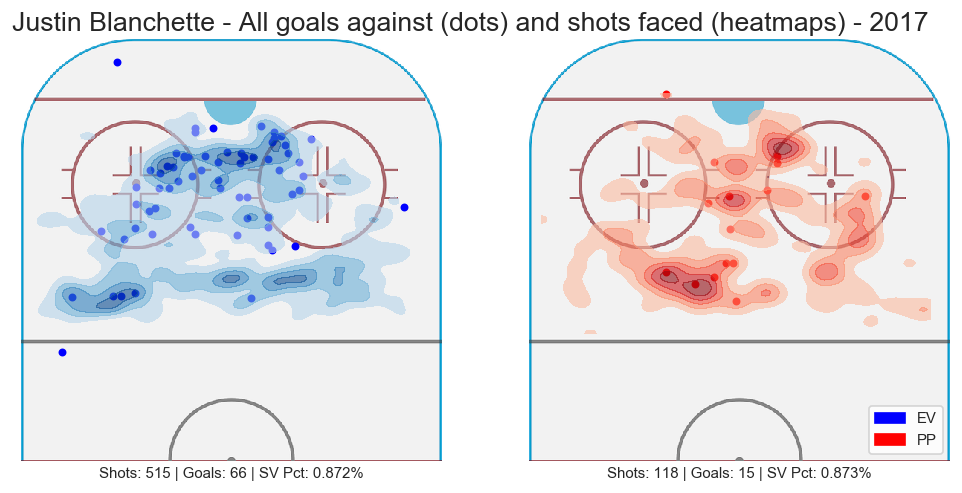 Justin Blanchette - All goals against (dots) and shots faced (heatmaps) - 2017
EV
PP
Shots: 515 | Goals: 66 | SV Pct: 0.872%
Shots: 118 | Goals: 15 | SV Pct: 0.873%